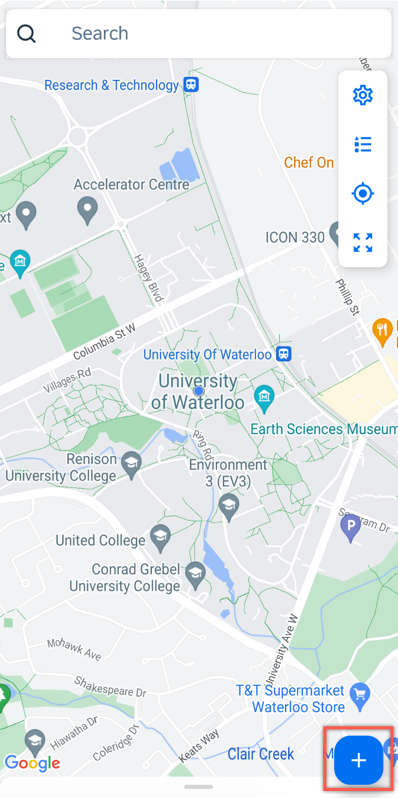 Search
Research & Technology
Chef On
Accelerator Centre
ICON 330
Hagey Blvd
Phillip St
Columbia St W
University Of Waterloo
Villages Rd
University
of Waterloo
Earth Sciences Museum
Ring Rd
Renison
University College
Environment
3 (EV3)
P
United College
Conrad Grebel
University College
University Ave W
Mohawk Ave
Shakespeare Dr
T&T Supermarket
Waterloo Store
Hiawatha Dr
Coleridge Dr
Keats Way
Clair Creek
Google